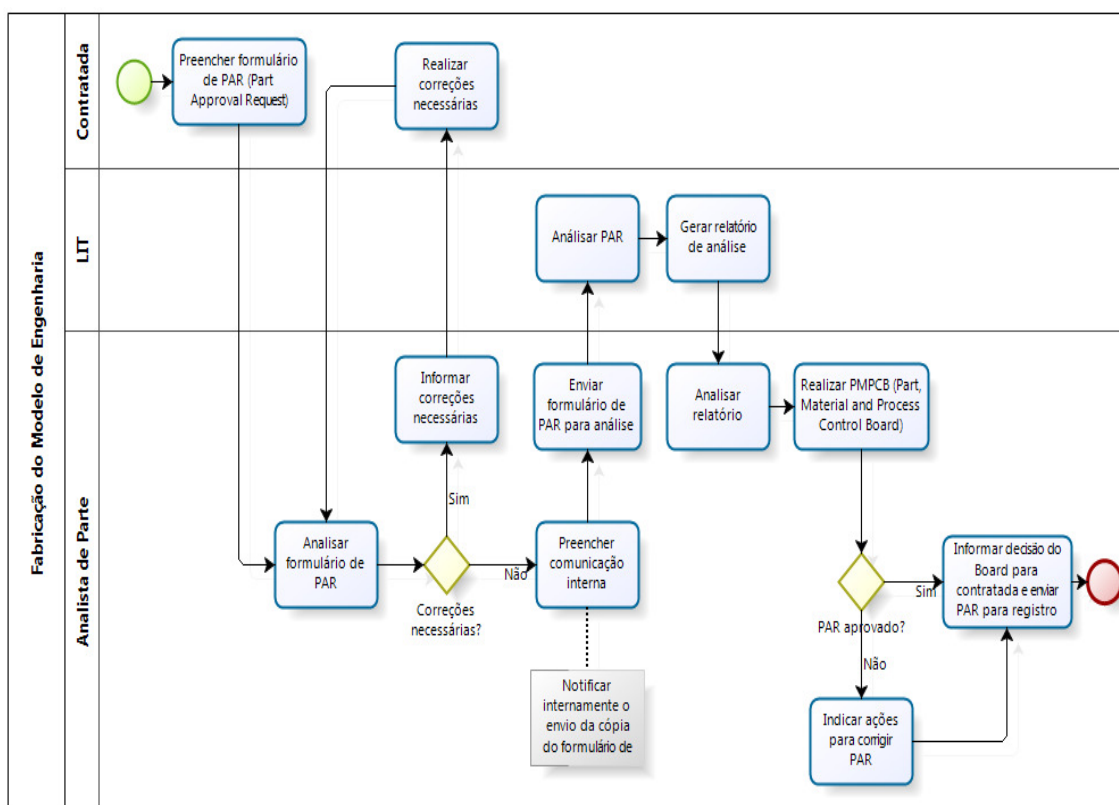 Fabricação do Modelo de Engenharia
Contratada
Preencher formulário
de PAR (Part
Approval Request)
Realizar
correções
necessárias
LIT
Análisar PAR
Gerar relatório
de análise
Analista de Parte
Informar
correções
necessárias
Enviar
formulário de
PAR para análise
Analisar
relatório
Realizar PMPCB (Part,
Material and Process
Control Board)
Sim
Analisar
formulário de
PAR
Correções
necessárias?
Não
Preencher
comunicação
interna
Notificar
internamente o
envio da cópia
do formulário de
PAR aprovado?
Sim
Não
Informar decisão do
Board para
contratada e enviar
PAR para registro
Indicar ações
para corrigir
PAR